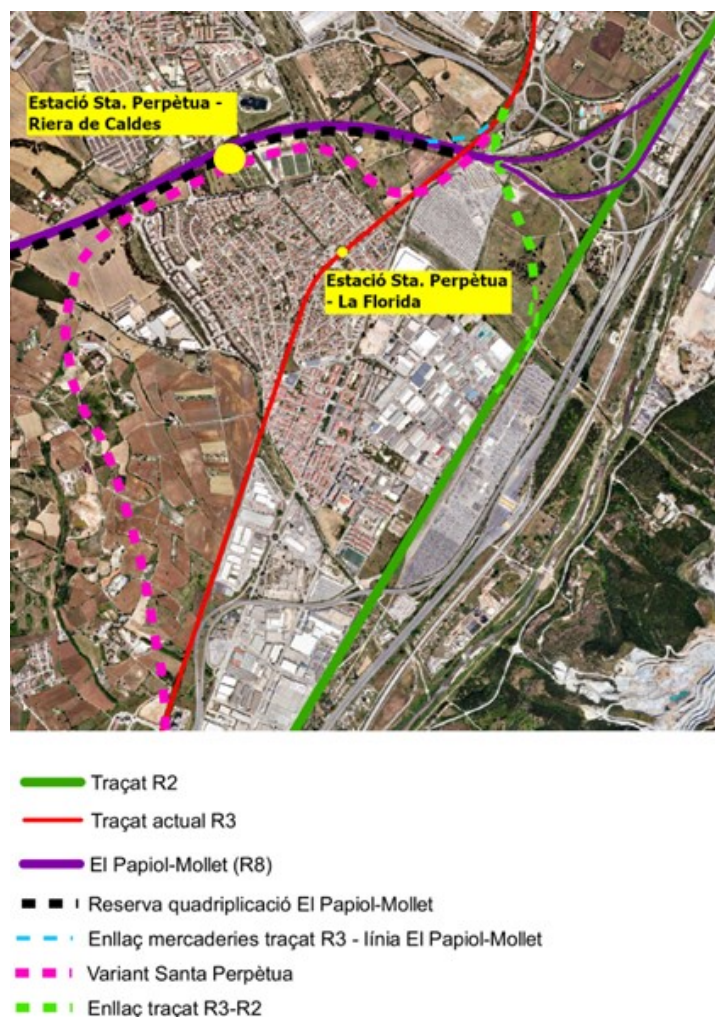 Estació Sta. Perpètua -
Riera de Caldes
Estació Sta. Perpètua
- La Florida
Traçat R2
Traçat actual R3
El Papiol-Mollet (R8)
Reserva quadriplicació El Papiol-Mollet
Enllaç mercaderies traçat R3 - línia El Papiol-Mollet
Variant Santa Perpètua
Enllaç traçat R3-R2